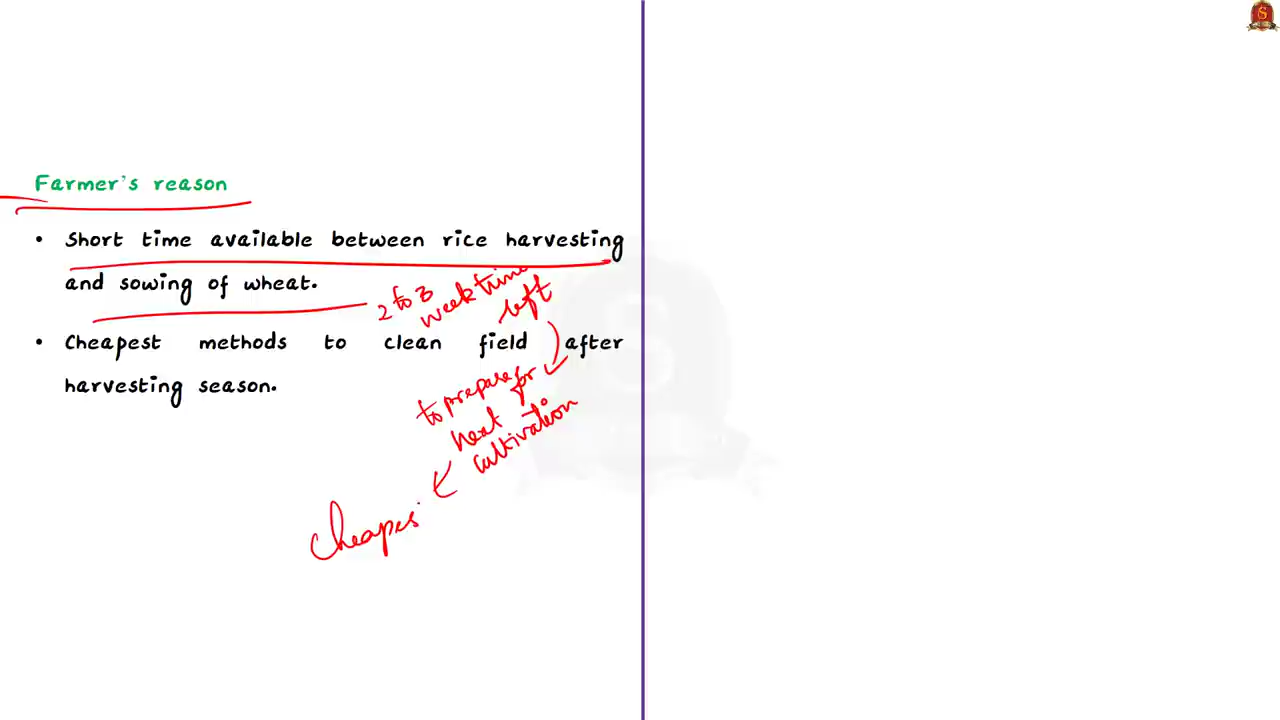 Farmer's reason
• Short time available between rice harvesting
and sowing of wheat.
2 to 3 week time
left
• Cheapest methods to clean field after
harvesting season.
to prepare for
next
cultivation
cheapes